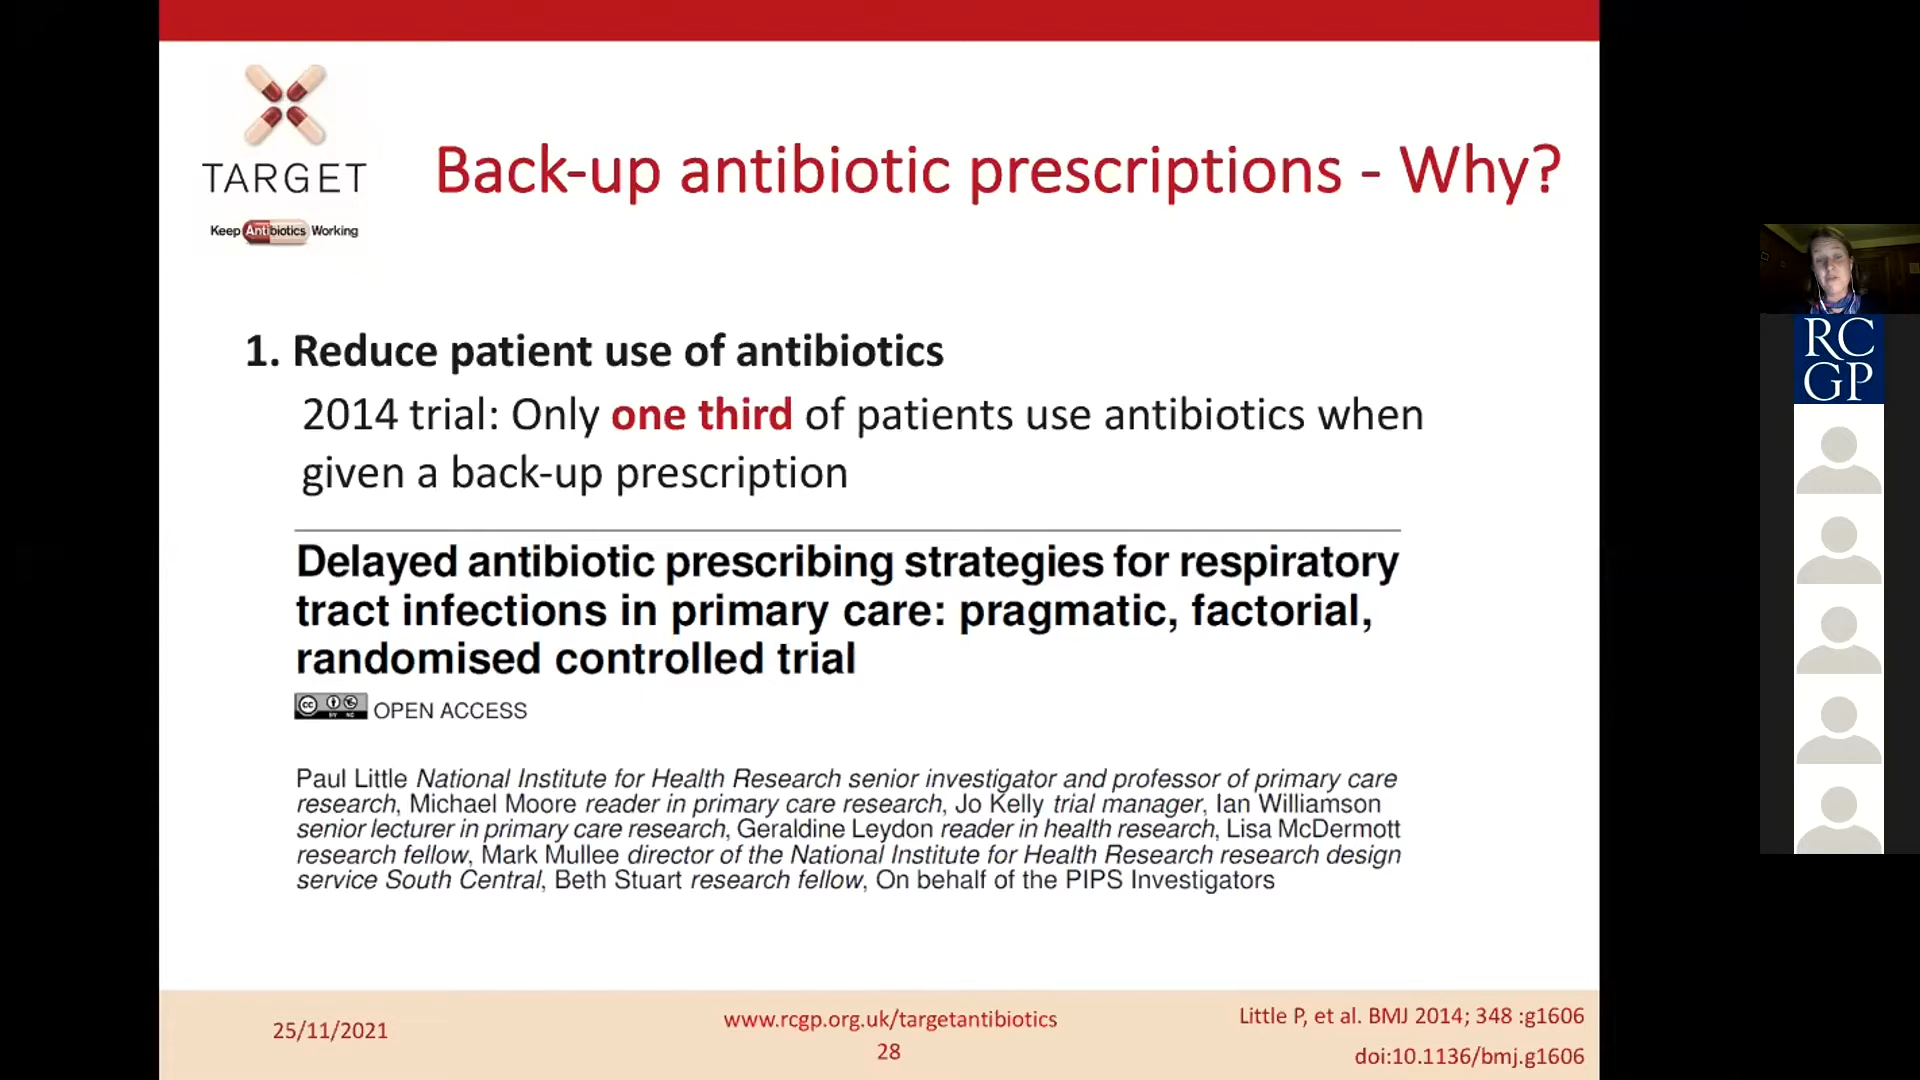 TARGET
Keep Antibiotics Working
Back-up antibiotic prescriptions - Why?
1. Reduce patient use of antibiotics
2014 trial: Only one third of patients use antibiotics when
given a back-up prescription
Delayed antibiotic prescribing strategies for respiratory
tract infections in primary care: pragmatic, factorial,
randomised controlled trial
cc BY NC OPEN ACCESS
Paul Little National Institute for Health Research senior investigator and professor of primary care
research, Michael Moore reader in primary care research, Jo Kelly trial manager, Ian Williamson
senior lecturer in primary care research, Geraldine Leydon reader in health research, Lisa McDermott
research fellow, Mark Mullee director of the National Institute for Health Research research design
service South Central, Beth Stuart research fellow, On behalf of the PIPS Investigators
25/11/2021
www.rcgp.org.uk/targetantibiotics
28
Little P, et al. BMJ 2014; 348 :g1606
doi:10.1136/bmj.g1606
RC
GP